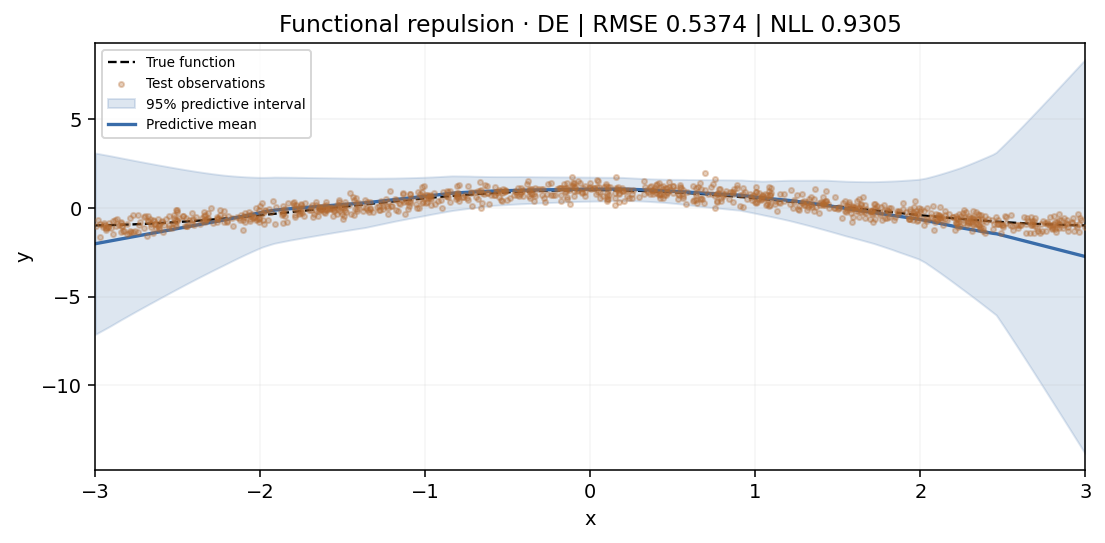 Functional repulsion · DE | RMSE 0.5374 | NLL 0.9305
True function
Test observations
95% predictive interval
Predictive mean
5
0
−5
−10
y
−3
−2
−1
0
1
2
3
x